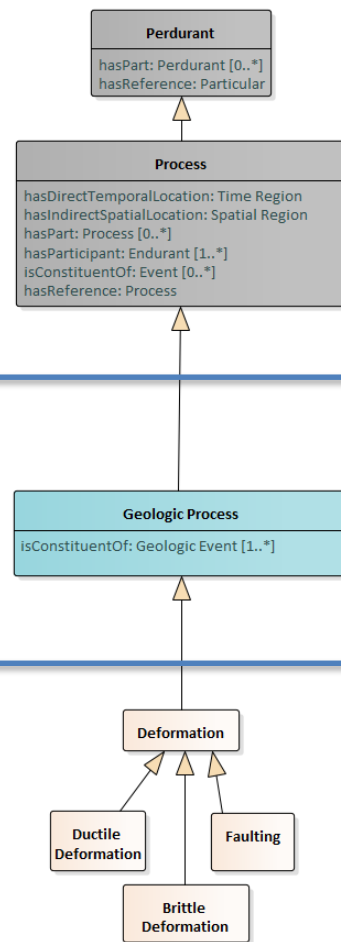 Perdurant
hasPart: Perdurant [0..*]
hasReference: Particular
Process
hasDirectTemporalLocation: Time Region
hasIndirectSpatialLocation: Spatial Region
hasPart: Process [0..*]
hasParticipant: Endurant [1..*]
isConstituentOf: Event [0..*]
hasReference: Process
Geologic Process
isConstituentOf: Geologic Event [1..*]
Deformation
Ductile
Deformation
Faulting
Brittle
Deformation